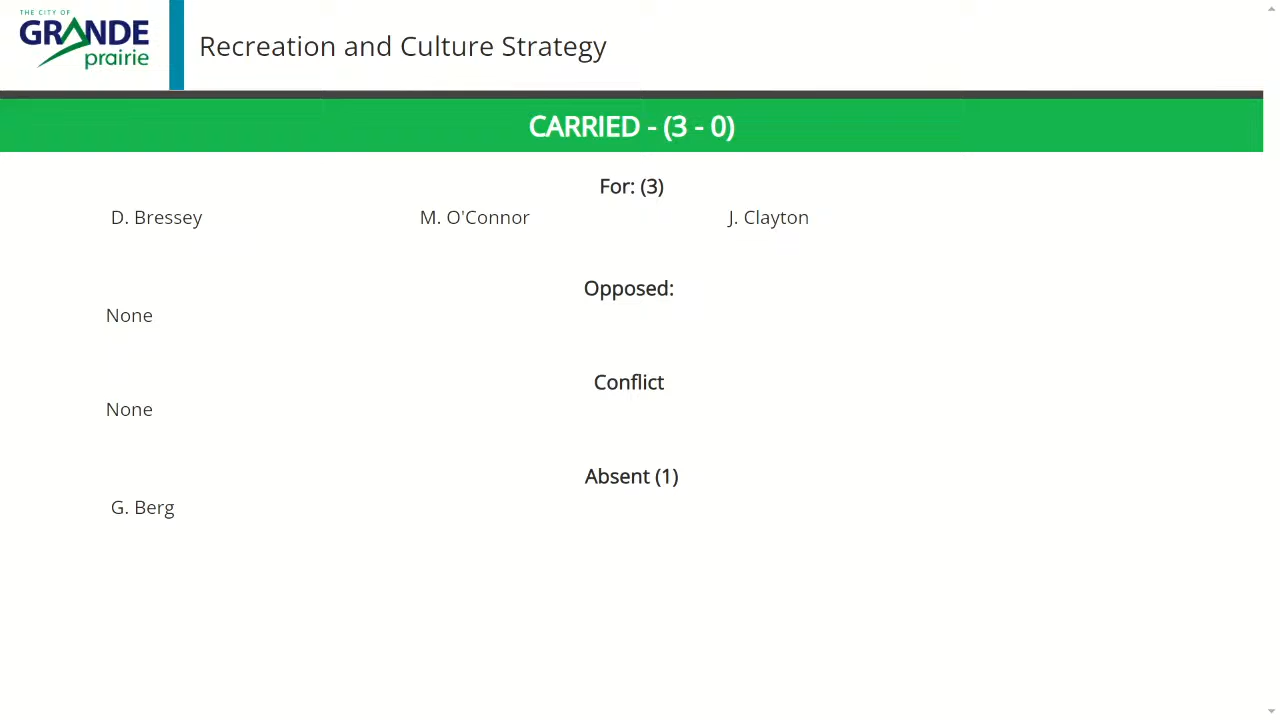 THE CITY OF
GRANDE
prairie
Recreation and Culture Strategy
CARRIED - (3 - 0)
For: (3)
D. Bressey M. O'Connor J. Clayton
Opposed:
None
Conflict
None
Absent (1)
G. Berg